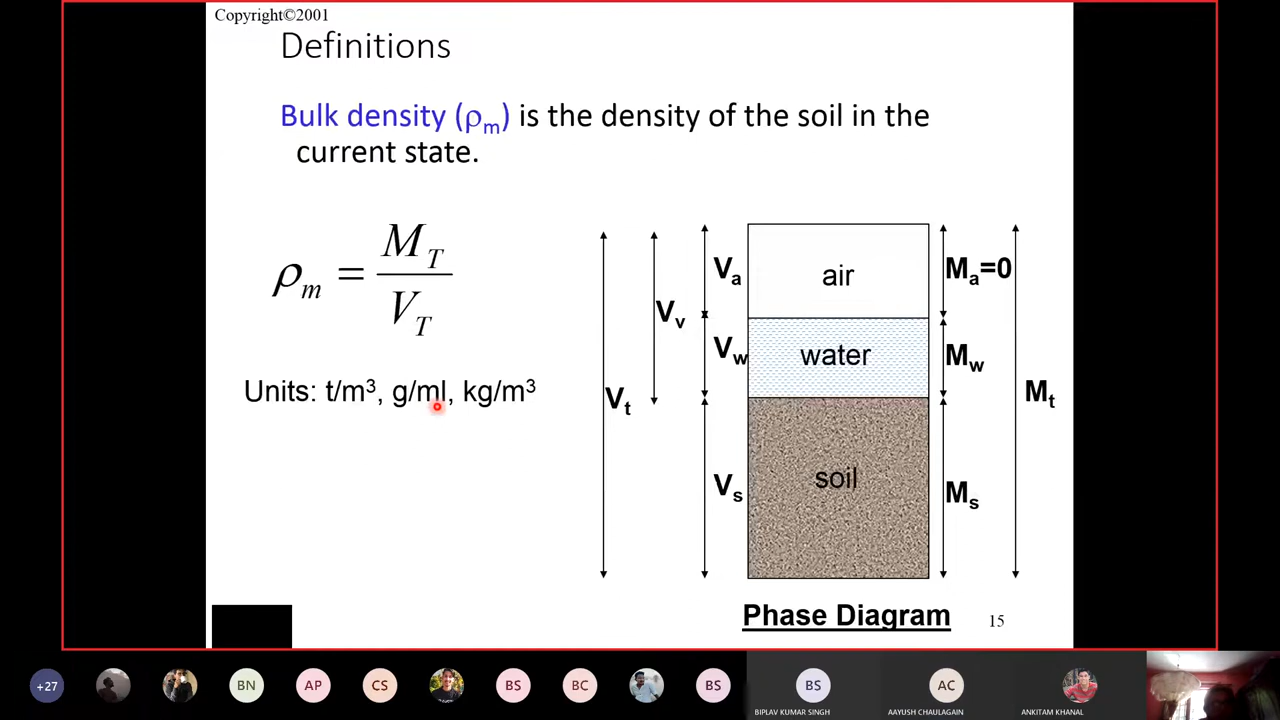 Copyright©2001
Definitions
Bulk density (ρm) is the density of the soil in the
current state.
ρm = MT / VT
Units: t/m³, g/ml, kg/m³
Va
air
Ma=0
Vv
Vw
water
Mw
Vt
Mt
Vs
soil
Ms
Phase Diagram
15
+27
BN
AP
CS
BS
BC
BS
BS
BIPLAV KUMAR SINGH
AC
AAYUSH CHAULAGAIN
ANKITAM KHANAL